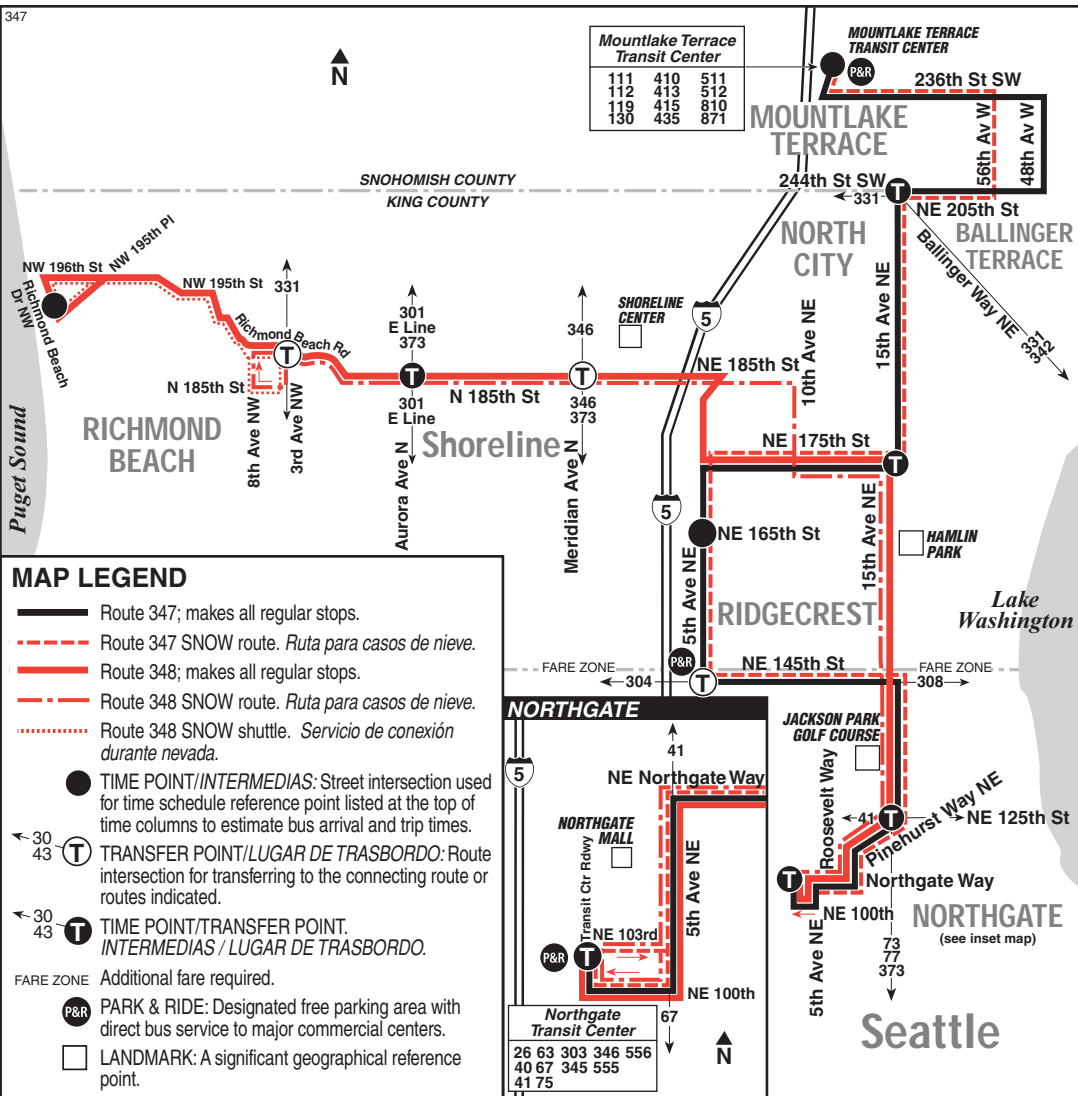 347
N
Mountlake Terrace
Transit Center
111 410 511
112 413 512
119 415 810
130 435 871
MOUNTLAKE TERRACE
TRANSIT CENTER
P&R
236th St SW
MOUNTLAKE
TERRACE
56th Av W
48th Av W
SNOHOMISH COUNTY
KING COUNTY
244th St SW
331
T
NE 205th St
NORTH
CITY
BALLINGER
TERRACE
Ballinger Way NE
331
342
NW 196th St
NW 195th Pl
NW 195th St
Richmond Beach
Dr NW
Richmond Beach Rd
331
T
N 185th St
8th Ave NW
3rd Ave NW
RICHMOND
BEACH
Puget Sound
301
E Line
373
T
301
E Line
Aurora Ave N
N 185th St
Shoreline
346
T
346
373
Meridian Ave N
SHORELINE
CENTER
5
NE 185th St
10th Ave NE
15th Ave NE
NE 175th St
T
5
NE 165th St
5th Ave NE
15th Ave NE
HAMLIN
PARK
RIDGECREST
Lake
Washington
P&R
NE 145th St
FARE ZONE
FARE ZONE
304
T
308
JACKSON PARK
GOLF COURSE
Roosevelt Way
41
T
NE 125th St
Pinehurst Way NE
T
Northgate Way
NE 100th
5th Ave NE
NORTHGATE
(see inset map)
73
77
373
Seattle
MAP LEGEND
Route 347; makes all regular stops.
Route 347 SNOW route. Ruta para casos de nieve.
Route 348; makes all regular stops.
Route 348 SNOW route. Ruta para casos de nieve.
Route 348 SNOW shuttle. Servicio de conexión
durante nevada.
TIME POINT/INTERMEDIAS: Street intersection used
for time schedule reference point listed at the top of
time columns to estimate bus arrival and trip times.
30
43
T
TRANSFER POINT/LUGAR DE TRASBORDO: Route
intersection for transferring to the connecting route or
routes indicated.
30
43
T
TIME POINT/TRANSFER POINT.
INTERMEDIAS / LUGAR DE TRASBORDO.
FARE ZONE Additional fare required.
P&R
PARK & RIDE: Designated free parking area with
direct bus service to major commercial centers.
LANDMARK: A significant geographical reference
point.
NORTHGATE
5
41
NE Northgate Way
NORTHGATE
MALL
Transit Ctr Rdwy
5th Ave NE
NE 103rd
P&R
T
NE 100th
67
Northgate
Transit Center
26 63 303 346 556
40 67 345 555
41 75
N